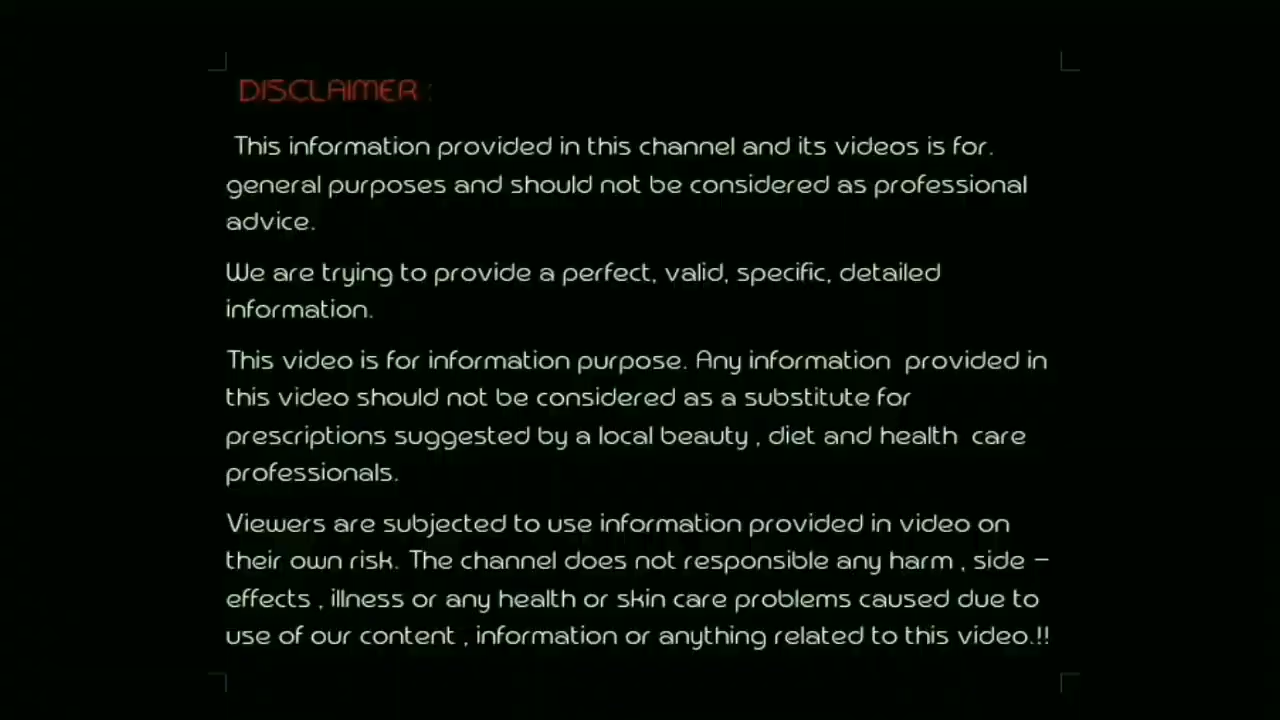 DISCLAIMER :
This information provided in this channel and its videos is for.
general purposes and should not be considered as professional
advice.
We are trying to provide a perfect, valid, specific, detailed
information.
This video is for information purpose. Any information provided in
this video should not be considered as a substitute for
prescriptions suggested by a local beauty , diet and health care
professionals.
Viewers are subjected to use information provided in video on
their own risk. The channel does not responsible any harm , side –
effects , illness or any health or skin care problems caused due to
use of our content , information or anything related to this video.!!